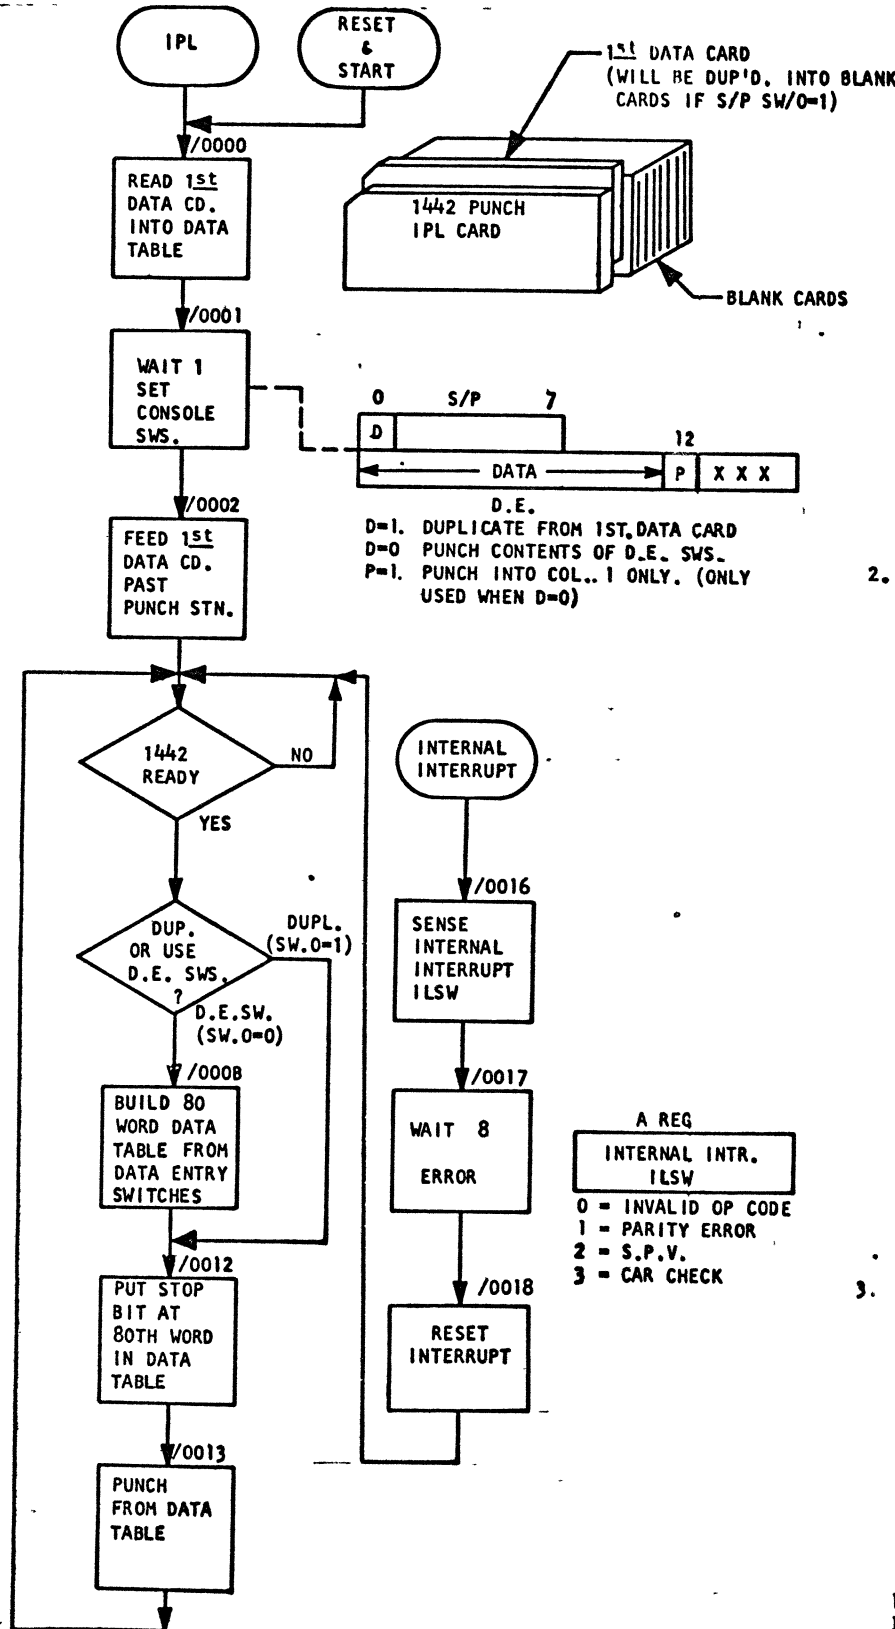 IPL
RESET
&
START
1st DATA CARD
(WILL BE DUP'D. INTO BLANK
CARDS IF S/P SW/0=1)
/0000
READ 1st
DATA CD.
INTO DATA
TABLE
1442 PUNCH
IPL CARD
BLANK CARDS
/0001
WAIT 1
SET
CONSOLE
SWS.
0 S/P 7
D
12
DATA P X X X
D.E.
D=1. DUPLICATE FROM 1ST. DATA CARD
D=0 PUNCH CONTENTS OF D.E. SWS.
P=1. PUNCH INTO COL.. 1 ONLY. (ONLY
USED WHEN D=0)
2.
/0002
FEED 1st
DATA CD.
PAST
PUNCH STN.
1442
READY
NO
YES
DUP.
OR USE
D.E. SWS.
?
DUPL.
(SW.0=1)
D.E.SW.
(SW.0=0)
/000B
BUILD 80
WORD DATA
TABLE FROM
DATA ENTRY
SWITCHES
/0012
PUT STOP
BIT AT
80TH WORD
IN DATA
TABLE
/0013
PUNCH
FROM DATA
TABLE
INTERNAL
INTERRUPT
/0016
SENSE
INTERNAL
INTERRUPT
ILSW
/0017
WAIT 8
ERROR
/0018
RESET
INTERRUPT
A REG
INTERNAL INTR.
ILSW
0 = INVALID OP CODE
1 = PARITY ERROR
2 = S.P.V.
3 = CAR CHECK
3.